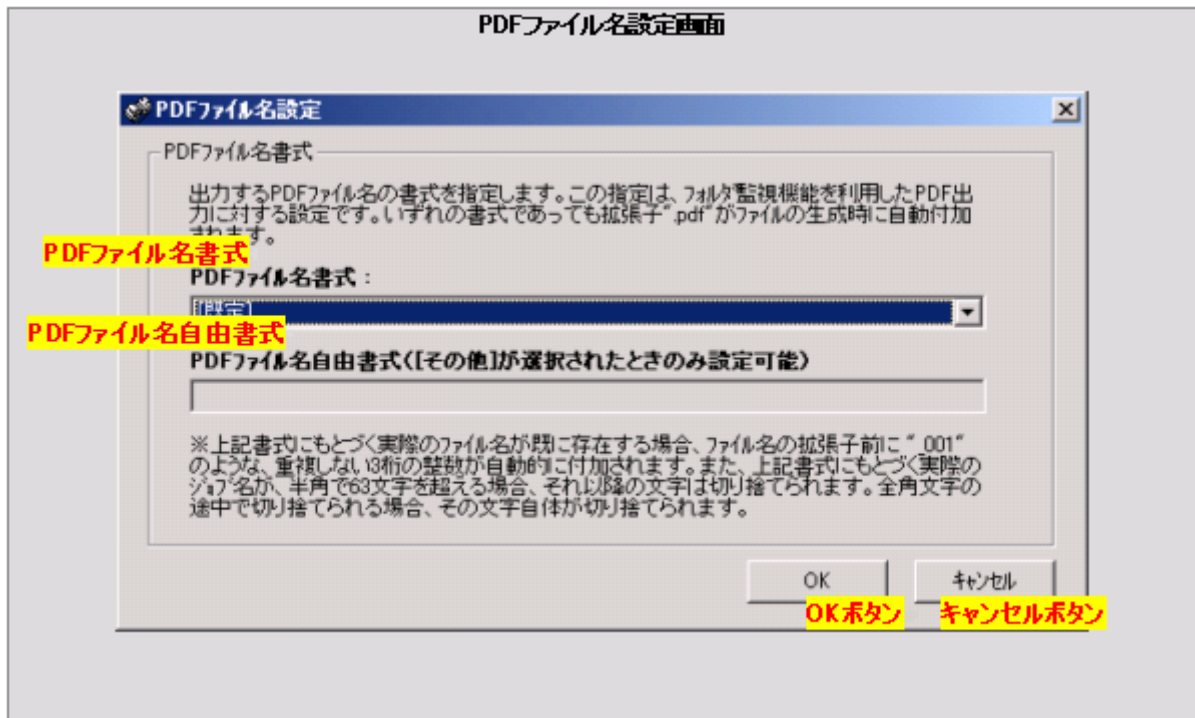 PDFファイル名設定画面
PDFファイル名設定
PDFファイル名書式
出力するPDFファイル名の書式を指定します。この指定は、フォルダ監視機能を利用したPDF出
力に対する設定です。いずれの書式であっても拡張子".pdf"がファイルの生成時に自動付加
されます。
PDFファイル名書式
PDFファイル名書式：
[既定]
PDFファイル名自由書式
PDFファイル名自由書式([その他]が選択されたときのみ設定可能)
※上記書式にもとづく実際のファイル名が既に存在する場合、ファイル名の拡張子前に"_001"
のような、重複しない3桁の整数が自動的に付加されます。また、上記書式にもとづく実際の
ジョブ名が、半角で63文字を超える場合、それ以降の文字は切り捨てられます。全角文字の
途中で切り捨てられる場合、その文字自体が切り捨てられます。
OK
キャンセル
OKボタン
キャンセルボタン